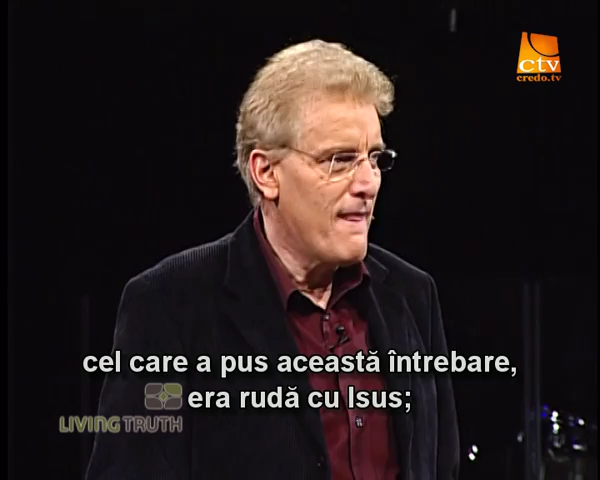 ctv
credo.tv
cel care a pus această întrebare,
era rudă cu Isus;
LIVING TRUTH